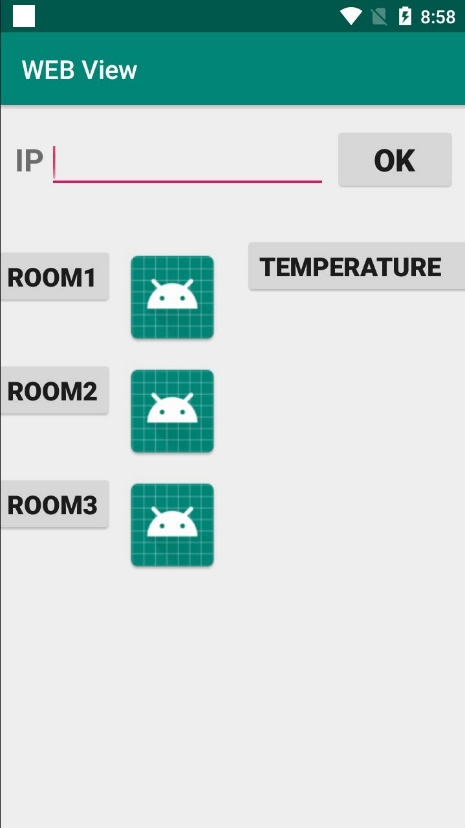 8:58
WEB View
IP
OK
ROOM1
TEMPERATURE
ROOM2
ROOM3